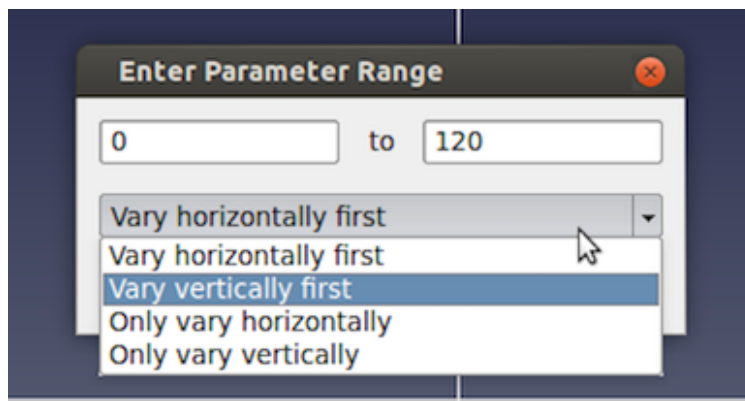 Enter Parameter Range
0 to 120
Vary horizontally first
Vary horizontally first
Vary vertically first
Only vary horizontally
Only vary vertically